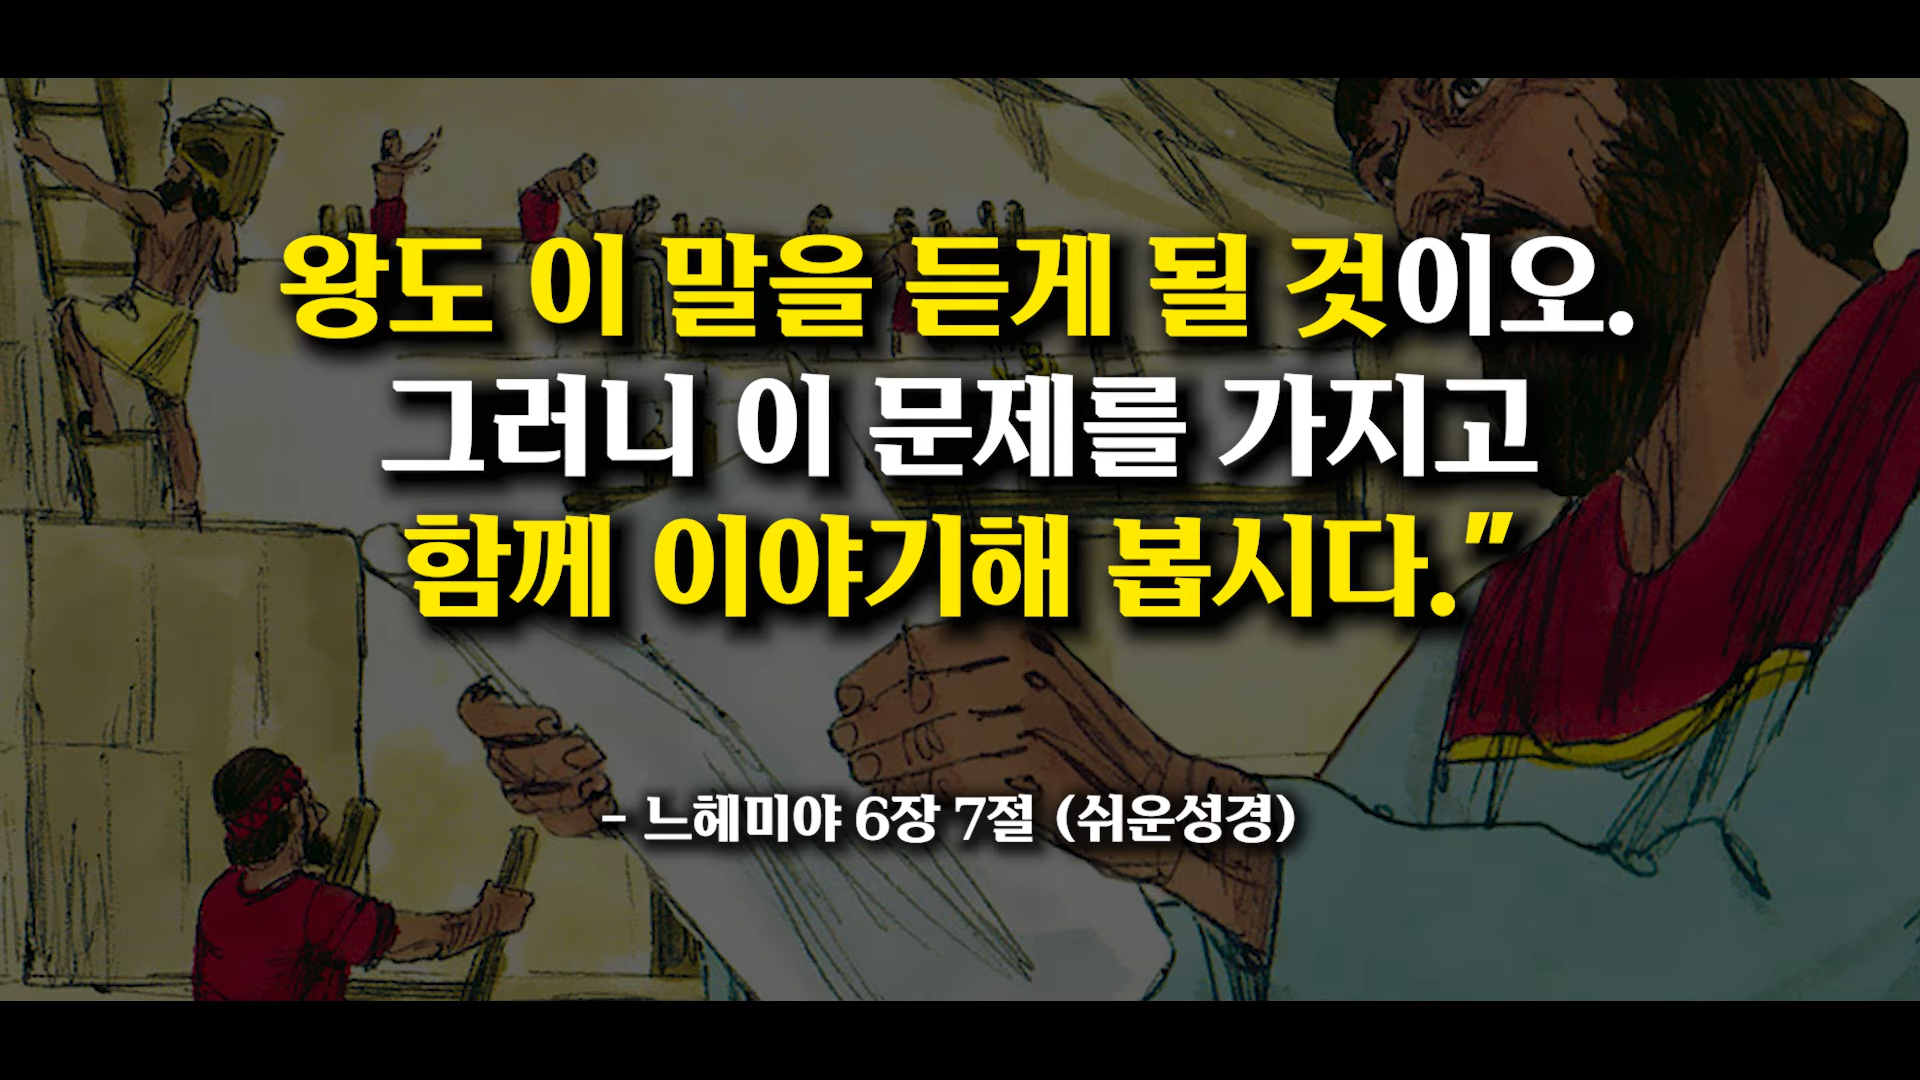 왕도 이 말을 듣게 될 것이오.
그러니 이 문제를 가지고
함께 이야기해 봅시다."
- 느헤미야 6장 7절 (쉬운성경)